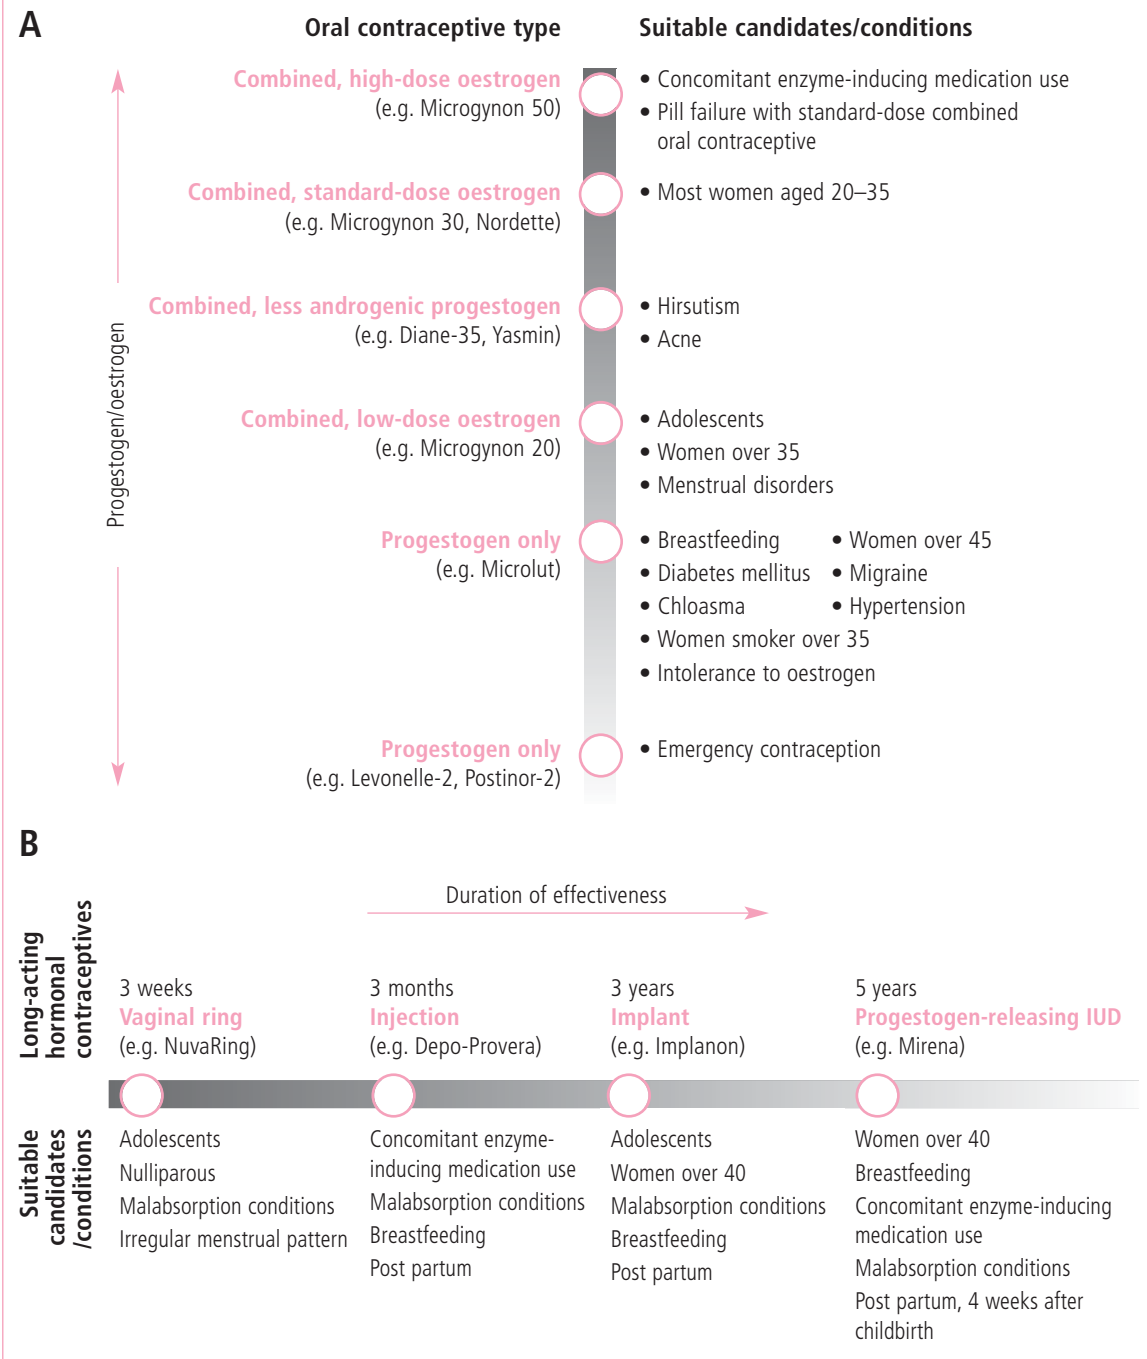 A
Oral contraceptive type
Suitable candidates/conditions
Progestogen/oestrogen
Combined, high-dose oestrogen
(e.g. Microgynon 50)
• Concomitant enzyme-inducing medication use
• Pill failure with standard-dose combined
oral contraceptive
Combined, standard-dose oestrogen
(e.g. Microgynon 30, Nordette)
• Most women aged 20–35
Combined, less androgenic progestogen
(e.g. Diane-35, Yasmin)
• Hirsutism
• Acne
Combined, low-dose oestrogen
(e.g. Microgynon 20)
• Adolescents
• Women over 35
• Menstrual disorders
Progestogen only
(e.g. Microlut)
• Breastfeeding • Women over 45
• Diabetes mellitus • Migraine
• Chloasma • Hypertension
• Women smoker over 35
• Intolerance to oestrogen
Progestogen only
(e.g. Levonelle-2, Postinor-2)
• Emergency contraception
B
Duration of effectiveness
Long-acting
hormonal
contraceptives
3 weeks
Vaginal ring
(e.g. NuvaRing)
3 months
Injection
(e.g. Depo-Provera)
3 years
Implant
(e.g. Implanon)
5 years
Progestogen-releasing IUD
(e.g. Mirena)
Suitable
candidates
/conditions
Adolescents
Nulliparous
Malabsorption conditions
Irregular menstrual pattern
Concomitant enzyme-
inducing medication use
Malabsorption conditions
Breastfeeding
Post partum
Adolescents
Women over 40
Malabsorption conditions
Breastfeeding
Post partum
Women over 40
Breastfeeding
Concomitant enzyme-inducing
medication use
Malabsorption conditions
Post partum, 4 weeks after
childbirth